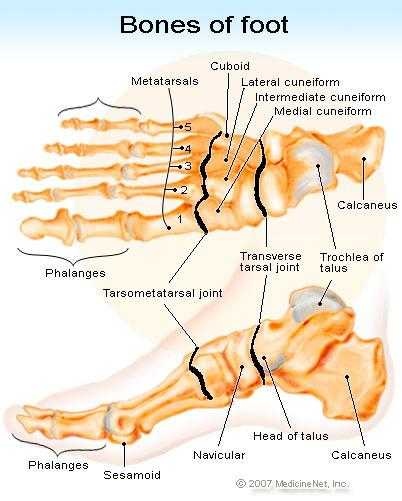 Bones of foot
Cuboid
Metatarsals
Lateral cuneiform
Intermediate cuneiform
Medial cuneiform
5
4
3
2
1
Calcaneus
Phalanges
Transverse
tarsal joint
Trochlea of
talus
Tarsometatarsal joint
Head of talus
Navicular
Calcaneus
Phalanges
Sesamoid
© 2007 MedicineNet, Inc.